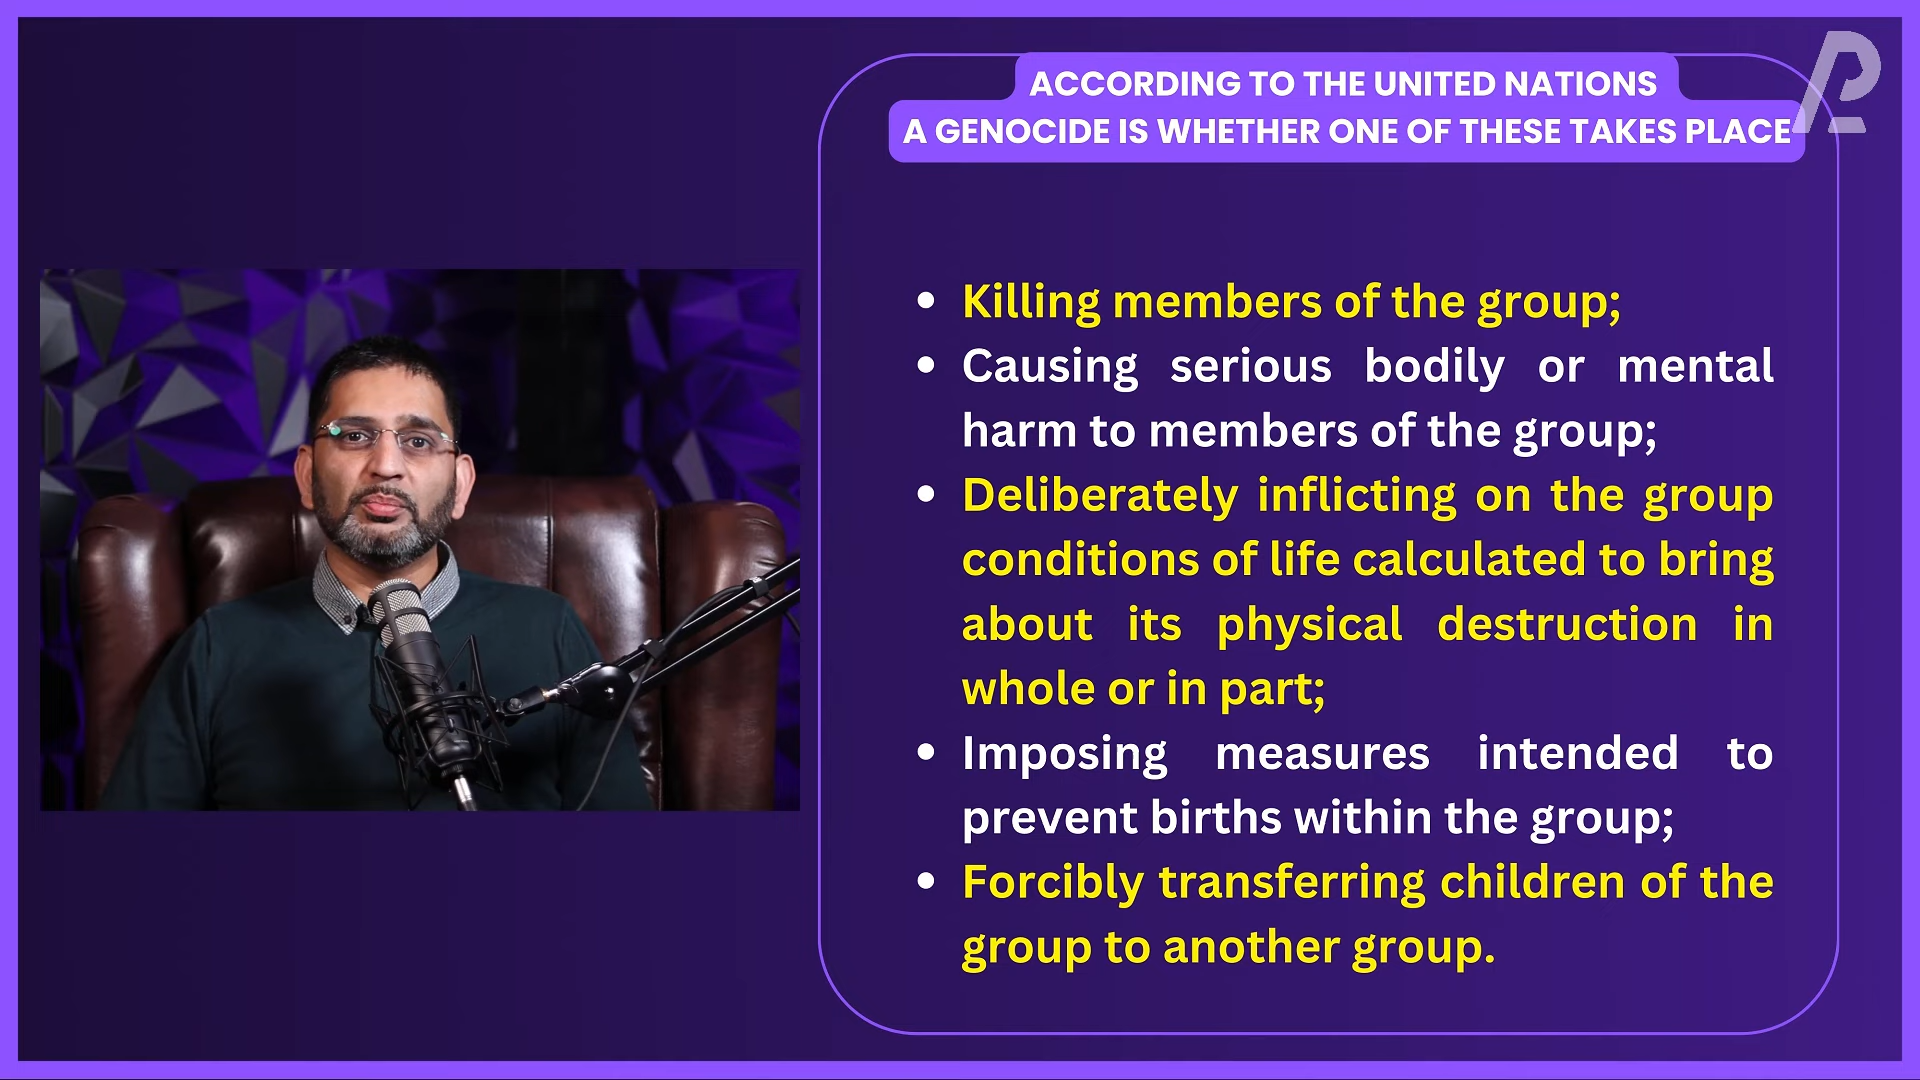 ACCORDING TO THE UNITED NATIONS
A GENOCIDE IS WHETHER ONE OF THESE TAKES PLACE
• Killing members of the group;
• Causing serious bodily or mental
harm to members of the group;
• Deliberately inflicting on the group
conditions of life calculated to bring
about its physical destruction in
whole or in part;
• Imposing measures intended to
prevent births within the group;
• Forcibly transferring children of the
group to another group.